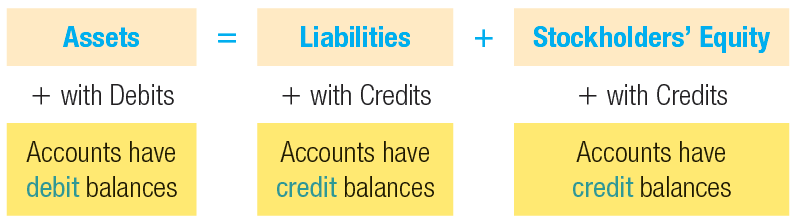 Assets = Liabilities + Stockholders’ Equity
+ with Debits + with Credits + with Credits
Accounts have Accounts have Accounts have
debit balances credit balances credit balances